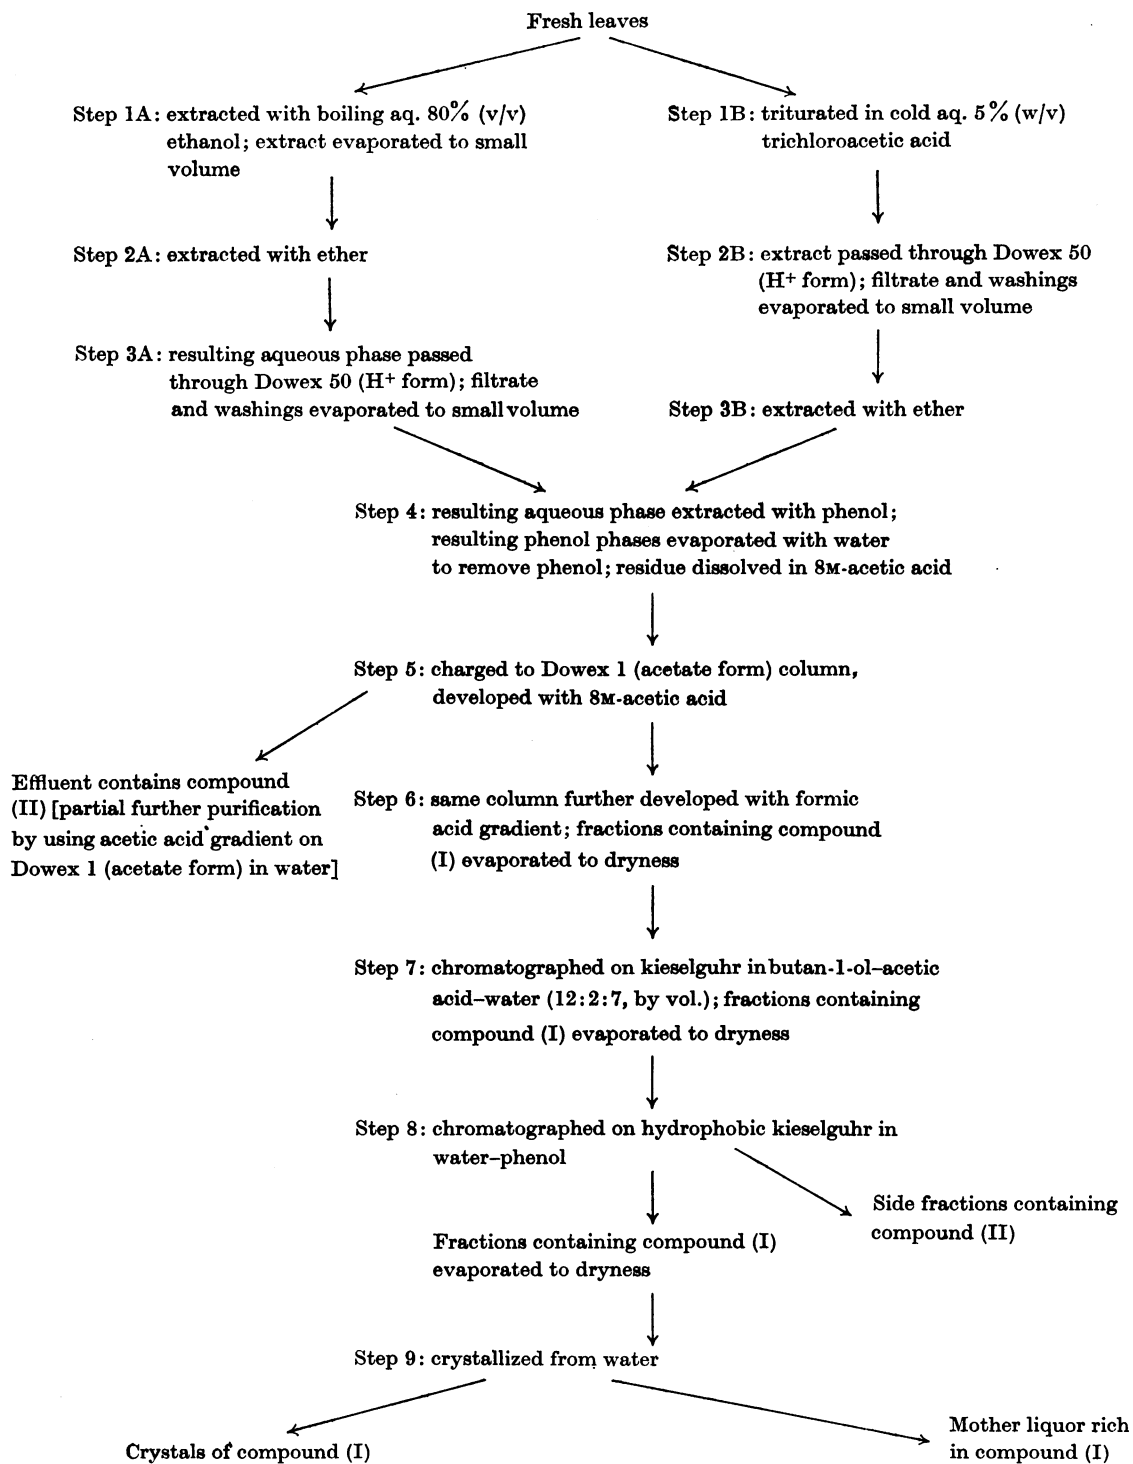 Fresh leaves
Step 1A: extracted with boiling aq. 80% (v/v)
ethanol; extract evaporated to small
volume
Step 1B: triturated in cold aq. 5% (w/v)
trichloroacetic acid
Step 2A: extracted with ether
Step 2B: extract passed through Dowex 50
(H+ form); filtrate and washings
evaporated to small volume
Step 3A: resulting aqueous phase passed
through Dowex 50 (H+ form); filtrate
and washings evaporated to small volume
Step 3B: extracted with ether
Step 4: resulting aqueous phase extracted with phenol;
resulting phenol phases evaporated with water
to remove phenol; residue dissolved in 8M-acetic acid
Step 5: charged to Dowex 1 (acetate form) column,
developed with 8M-acetic acid
Effluent contains compound
(II) [partial further purification
by using acetic acid gradient on
Dowex 1 (acetate form) in water]
Step 6: same column further developed with formic
acid gradient; fractions containing compound
(I) evaporated to dryness
Step 7: chromatographed on kieselguhr in butan-1-ol–acetic
acid–water (12:2:7, by vol.); fractions containing
compound (I) evaporated to dryness
Step 8: chromatographed on hydrophobic kieselguhr in
water–phenol
Side fractions containing
compound (II)
Fractions containing compound (I)
evaporated to dryness
Step 9: crystallized from water
Crystals of compound (I)
Mother liquor rich
in compound (I)